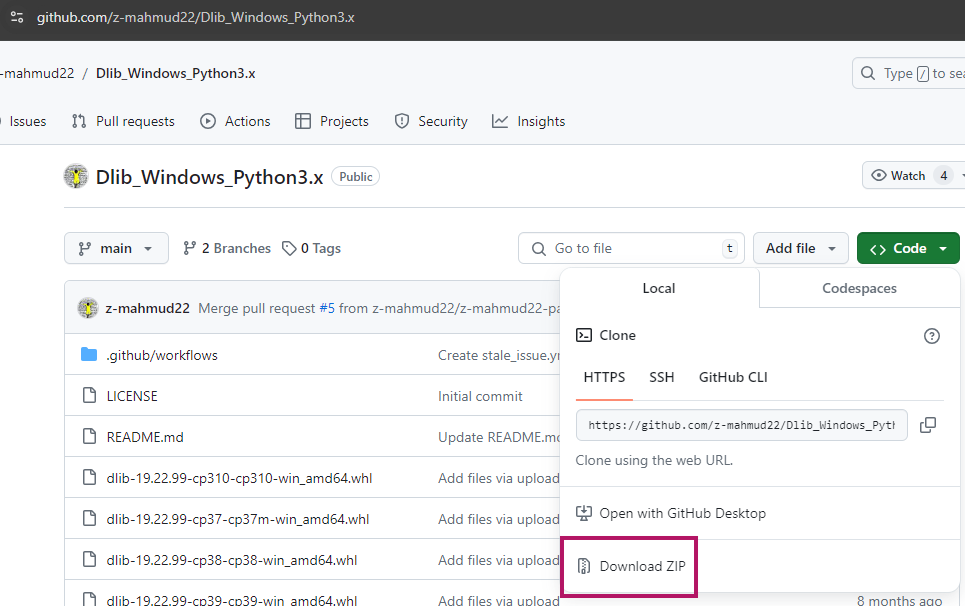 github.com/z-mahmud22/Dlib_Windows_Python3.x
-mahmud22 / Dlib_Windows_Python3.x
Type / to sea
Issues Pull requests Actions Projects Security Insights
Dlib_Windows_Python3.x Public
Watch 4
main 2 Branches 0 Tags Go to file t Add file <> Code
Local Codespaces
z-mahmud22 Merge pull request #5 from z-mahmud22/z-mahmud22-pa
Clone
.github/workflows Create stale_issue.ym
HTTPS SSH GitHub CLI
LICENSE Initial commit
https://github.com/z-mahmud22/Dlib_Windows_Pyth
README.md Update README.md
Clone using the web URL.
dlib-19.22.99-cp310-cp310-win_amd64.whl Add files via upload
Open with GitHub Desktop
dlib-19.22.99-cp37-cp37m-win_amd64.whl Add files via upload
dlib-19.22.99-cp38-cp38-win_amd64.whl Add files via upload
Download ZIP
dlib-19.22.99-cp39-cp39-win_amd64.whl Add files via upload 8 months ago